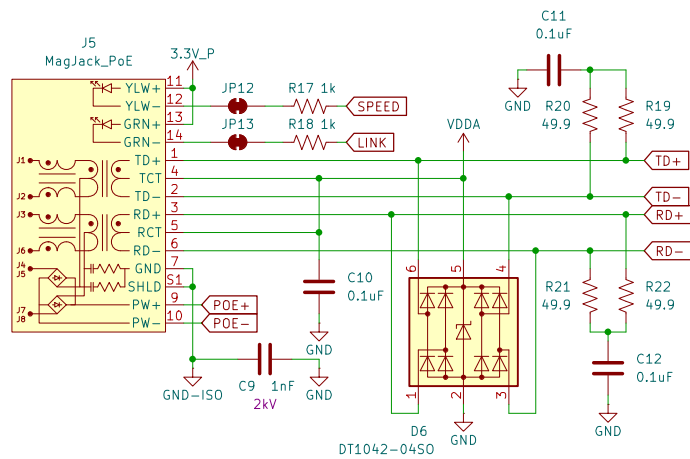 C11
0.1uF
J5
MagJack_PoE
3.3V_P
GND
YLW+ 11
YLW- 12
GRN+ 13
GRN- 14
TD+ 1
TCT 4
TD- 2
RD+ 3
RCT 5
RD- 6
GND 7
SHLD S1
PW+ 9
PW- 10
J1
J2
J3
J6
J4
J5
J7
J8
JP12
R17 1k
SPEED
JP13
R18 1k
LINK
VDDA
R20
49.9
R19
49.9
TD+
TD-
RD+
RD-
POE+
POE-
C10
0.1uF
GND
6
5
4
1
2
3
R21
49.9
R22
49.9
GND-ISO
C9 1nF
2kV
GND
C12
0.1uF
GND
D6
DT1042-04SO
GND